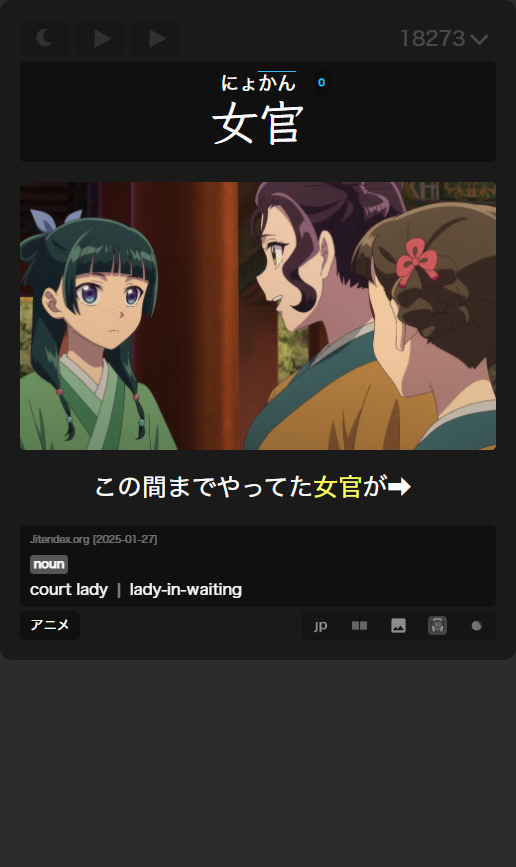 18273
にょかん 0
女官
この間までやってた女官が➡
Jitendex.org [2025-01-27]
noun
court lady | lady-in-waiting
アニメ
jp